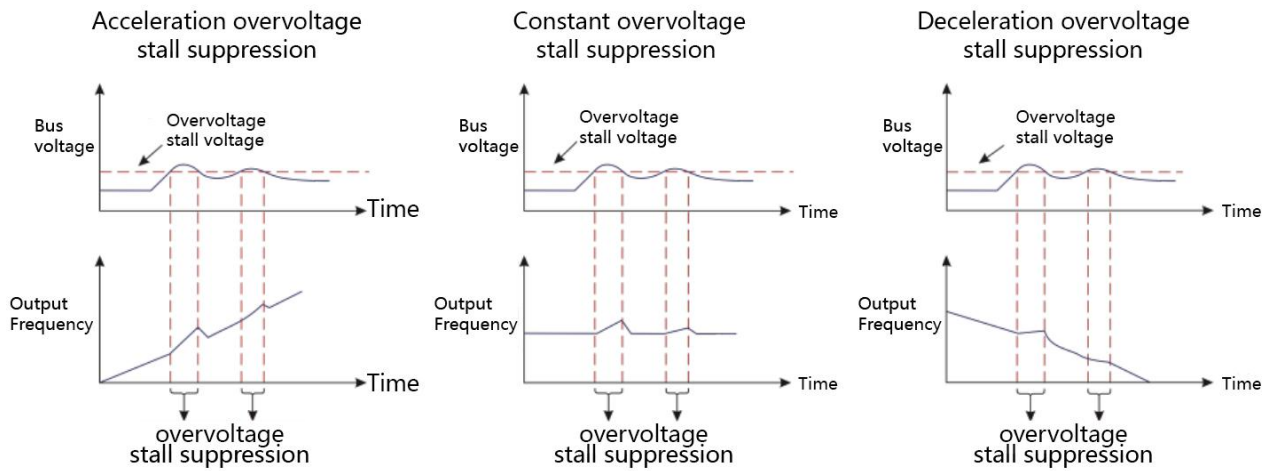 Acceleration overvoltage
stall suppression
Bus
voltage
Overvoltage
stall voltage
Time
Output
Frequency
Time
overvoltage
stall suppression
Constant overvoltage
stall suppression
Bus
voltage
Overvoltage
stall voltage
Time
Output
Frequency
Time
overvoltage
stall suppression
Deceleration overvoltage
stall suppression
Bus
voltage
Overvoltage
stall voltage
Time
Output
Frequency
Time
overvoltage
stall suppression